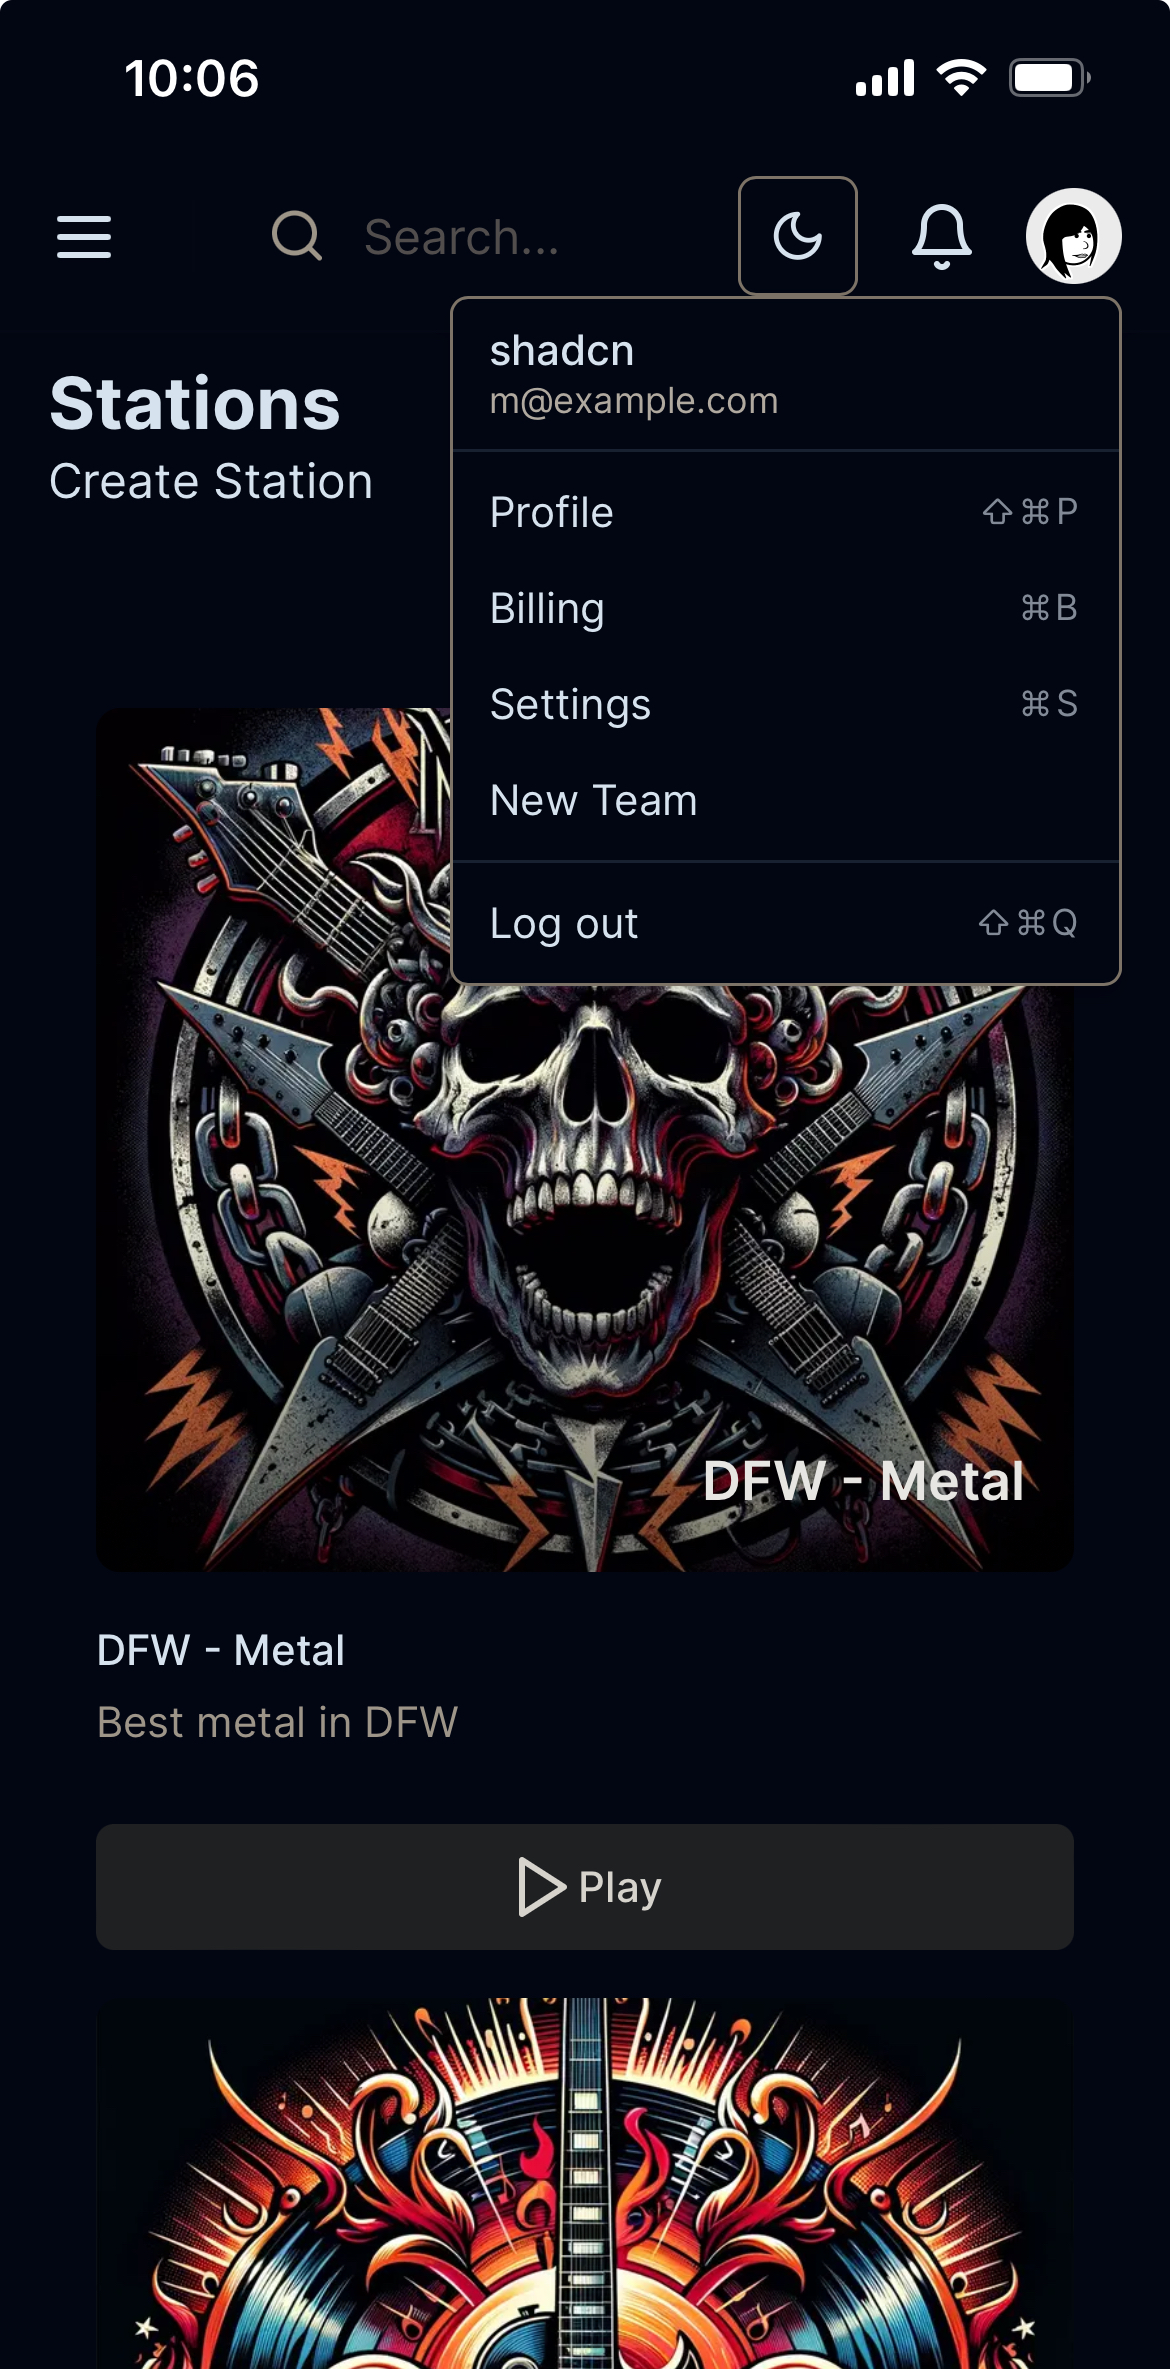 10:06
Search...
shadcn
m@example.com
Stations
Create Station
Profile ⇧⌘P
Billing ⌘B
Settings ⌘S
New Team
Log out ⇧⌘Q
DFW - Metal
DFW - Metal
Best metal in DFW
Play